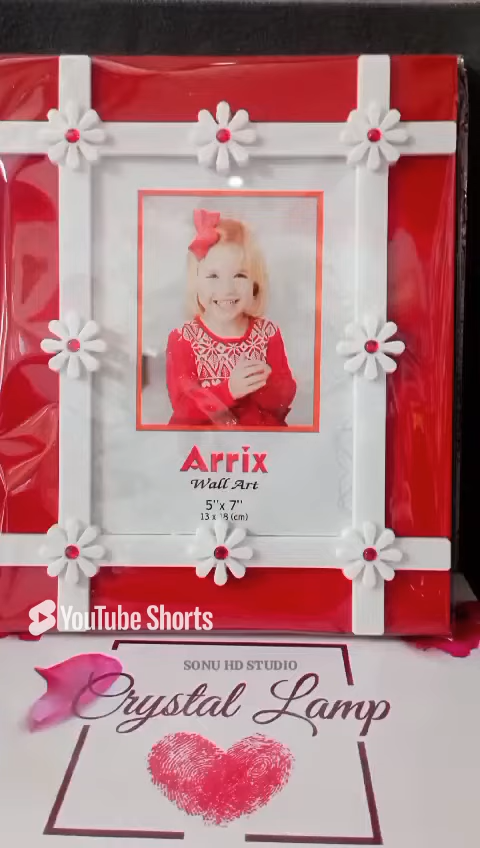 Arrix
Wall Art
5"x 7"
13 x 18 (cm)
YouTube Shorts
SONU HD STUDIO
Crystal Lamp